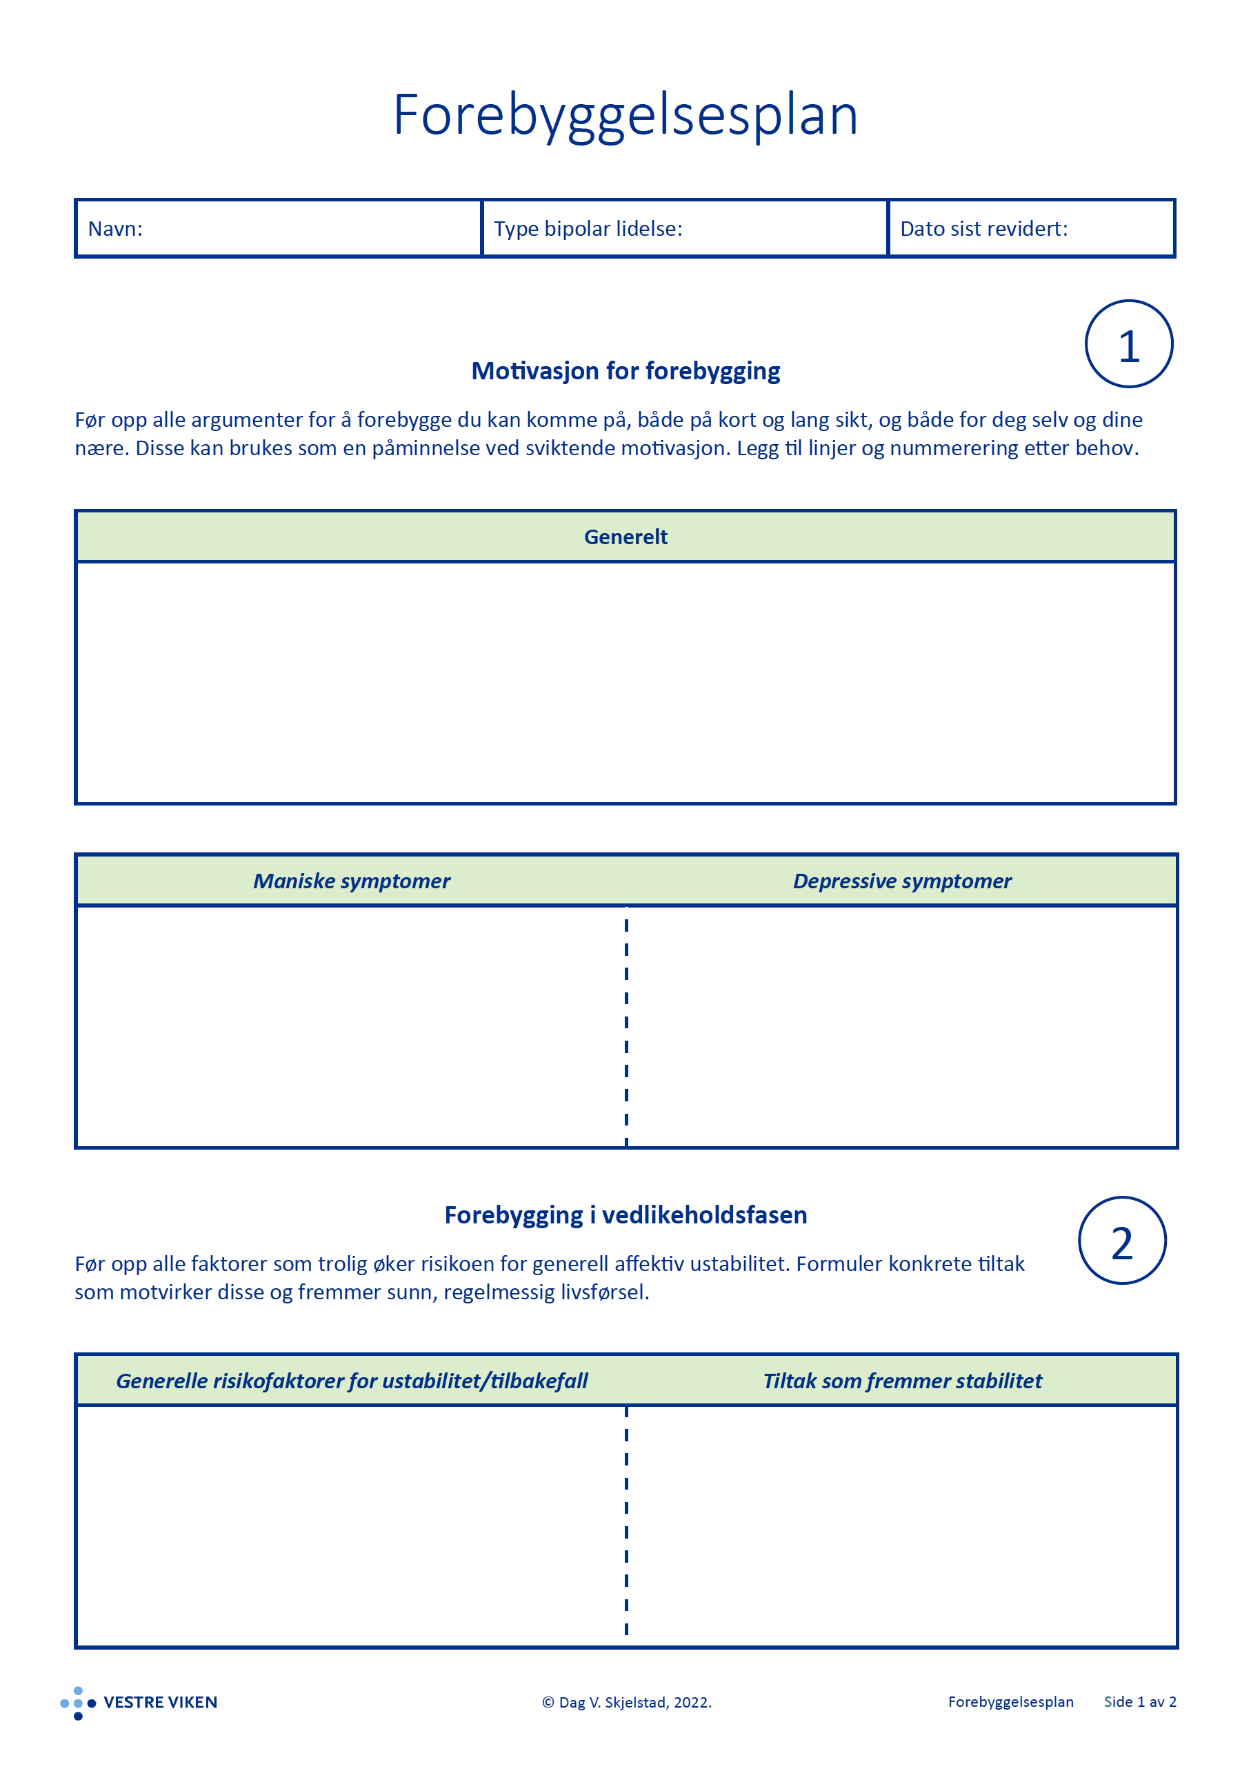 Forebyggelsesplan
Navn:
Type bipolar lidelse:
Dato sist revidert:
1
Motivasjon for forebygging
Før opp alle argumenter for å forebygge du kan komme på, både på kort og lang sikt, og både for deg selv og dine
nære. Disse kan brukes som en påminnelse ved sviktende motivasjon. Legg til linjer og nummerering etter behov.
Generelt
Maniske symptomer
Depressive symptomer
Forebygging i vedlikeholdsfasen
2
Før opp alle faktorer som trolig øker risikoen for generell affektiv ustabilitet. Formuler konkrete tiltak
som motvirker disse og fremmer sunn, regelmessig livsførsel.
Generelle risikofaktorer for ustabilitet/tilbakefall
Tiltak som fremmer stabilitet
VESTRE VIKEN
© Dag V. Skjelstad, 2022.
Forebyggelsesplan
Side 1 av 2